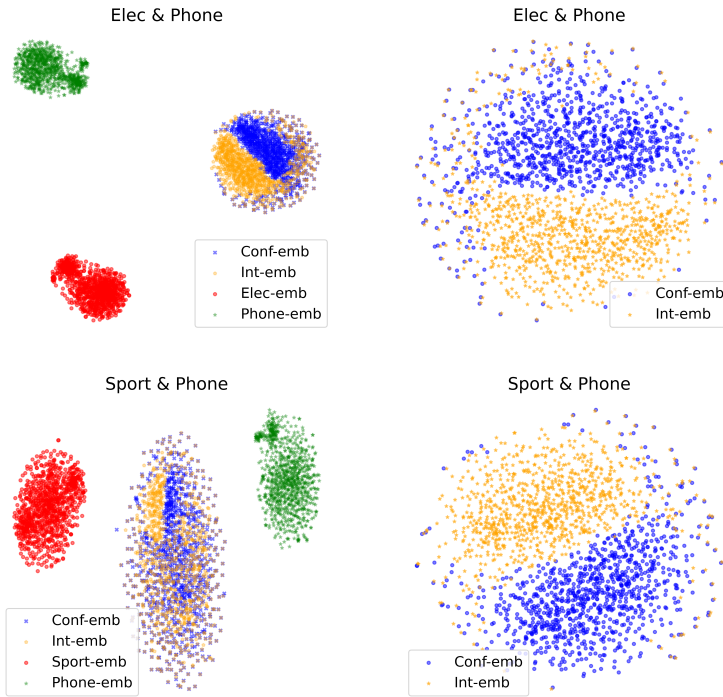 Elec & Phone
Conf-emb
Int-emb
Elec-emb
Phone-emb
Elec & Phone
Conf-emb
Int-emb
Sport & Phone
Conf-emb
Int-emb
Sport-emb
Phone-emb
Sport & Phone
Conf-emb
Int-emb